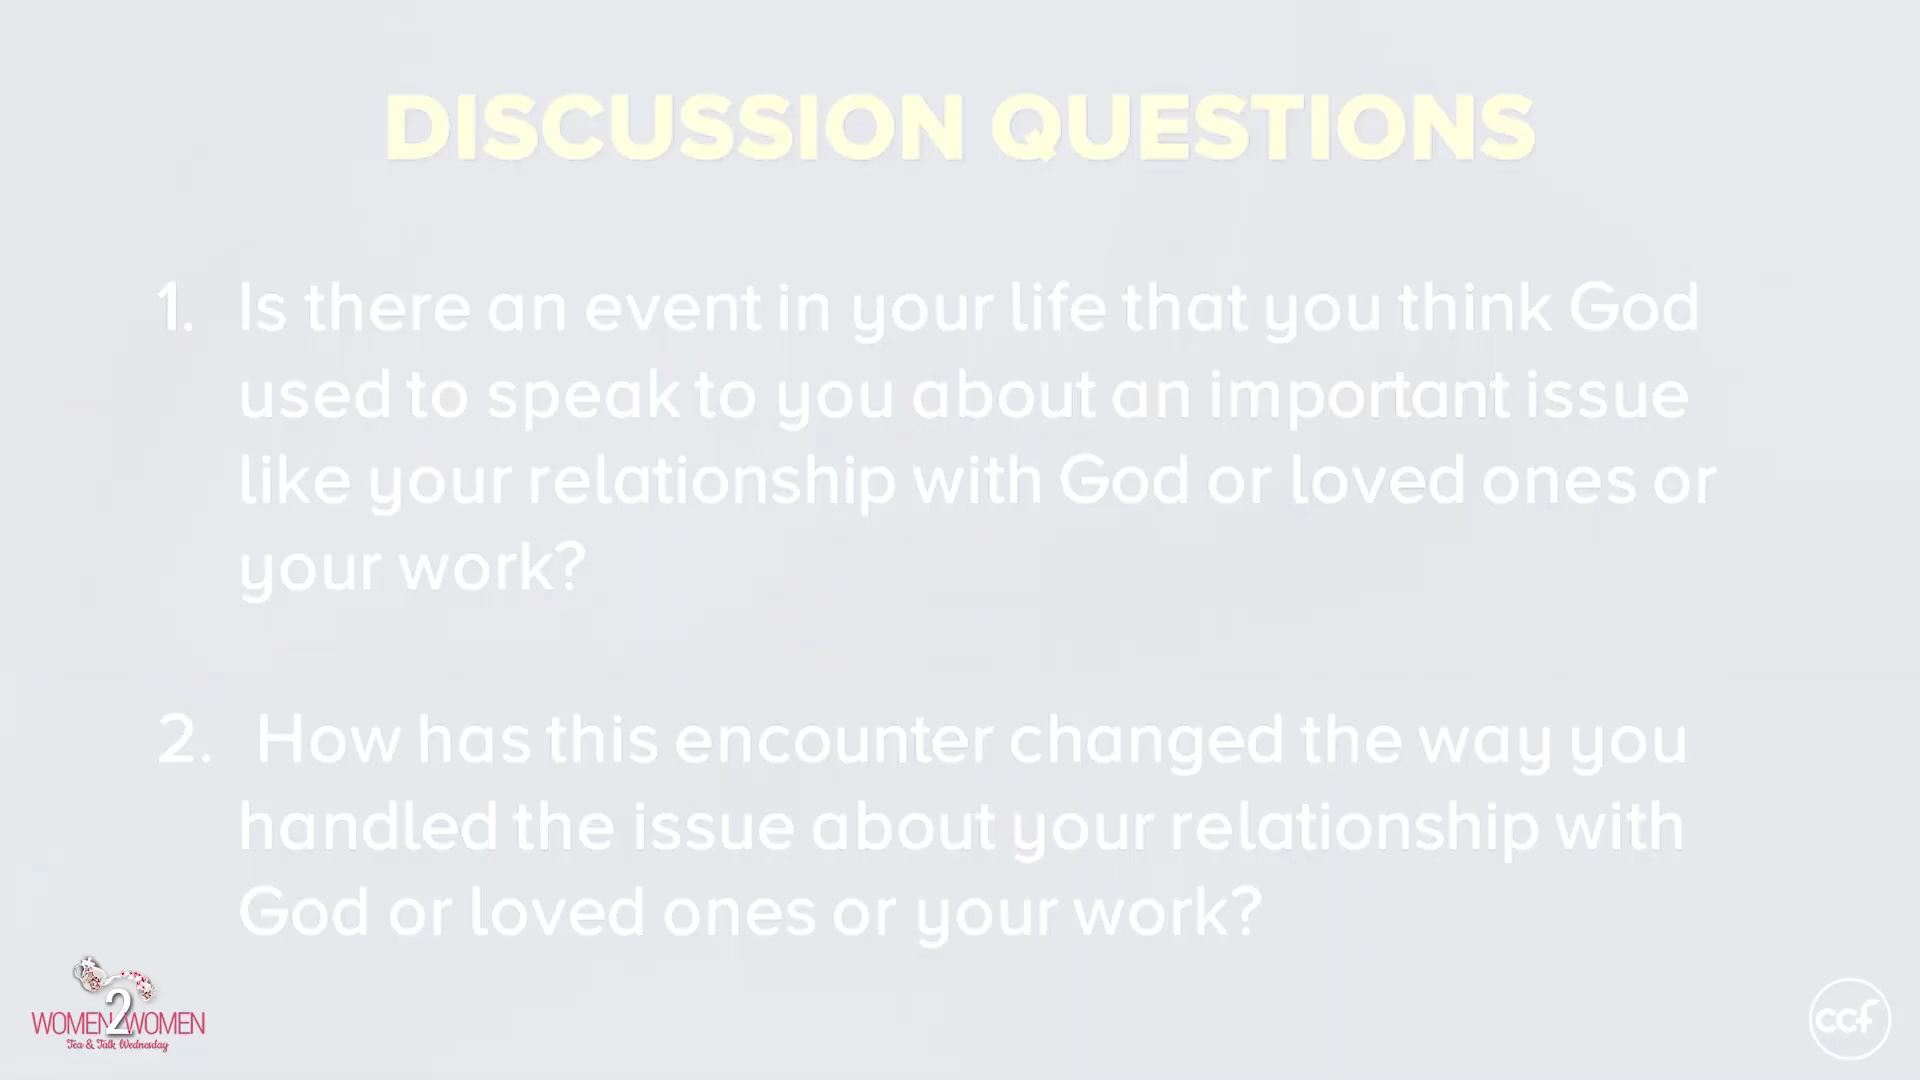 DISCUSSION QUESTIONS
1. Is there an event in your life that you think God
used to speak to you about an important issue
like your relationship with God or loved ones or
your work?
2. How has this encounter changed the way you
handled the issue about your relationship with
God or loved ones or your work?
WOMEN 2 WOMEN
Tea & Talk Wednesday
ccf